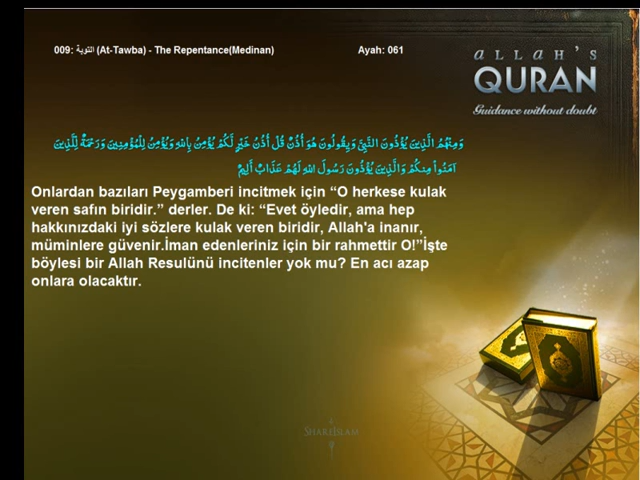 009: التوبة (At-Tawba) - The Repentance(Medinan) Ayah: 061
ALLAH'S
QURAN
Guidance without doubt
وَمِنْهُمُ الَّذِينَ يُؤْذُونَ النَّبِيَّ وَيِقُولُونَ هُوَ أُذُنٌ قُلْ أُذُنُ خَيْرٍ لَّكُمْ يُؤْمِنُ بِاللّهِ وَيُؤْمِنُ لِلْمُؤْمِنِينَ وَرَحْمَةٌ لِّلَّذِينَ
آمَنُواْ مِنكُمْ وَالَّذِينَ يُؤْذُونَ رَسُولَ اللّهِ لَهُمْ عَذَابٌ أَلِيمٌ
Onlardan bazıları Peygamberi incitmek için “O herkese kulak
veren safın biridir.” derler. De ki: “Evet öyledir, ama hep
hakkınızdaki iyi sözlere kulak veren biridir, Allah'a inanır,
müminlere güvenir.İman edenleriniz için bir rahmettir O!”İşte
böylesi bir Allah Resulünü incitenler yok mu? En acı azap
onlara olacaktır.
SHAREISLAM